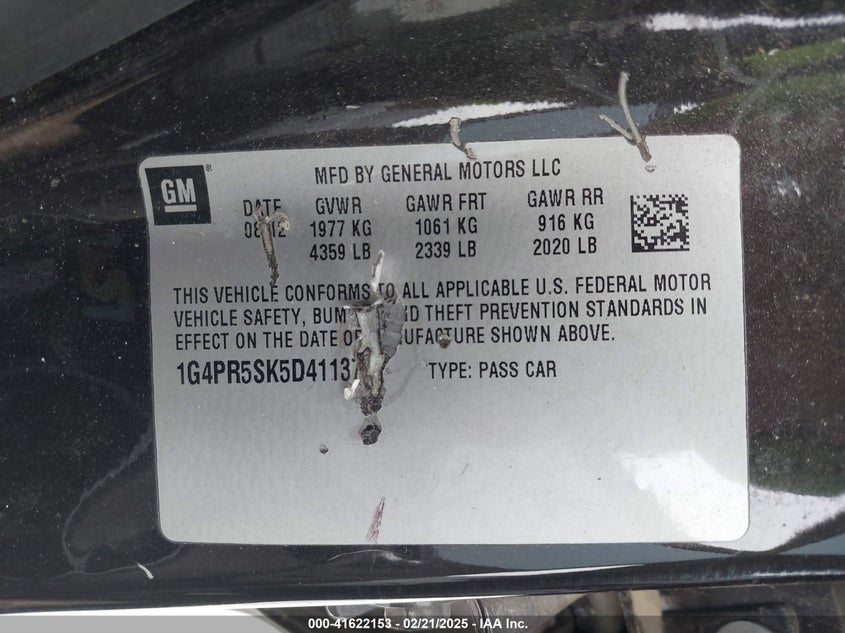 GM
MFD BY GENERAL MOTORS LLC
DATE GVWR GAWR FRT GAWR RR
1977 KG 1061 KG 916 KG
4359 LB 2339 LB 2020 LB
THIS VEHICLE CONFORMS TO ALL APPLICABLE U.S. FEDERAL MOTOR
VEHICLE SAFETY, THEFT PREVENTION STANDARDS IN
EFFECT ON THE DATE OF SHOWN ABOVE.
TYPE: PASS CAR
000-41622153 - 02/21/2025 - IAA Inc.